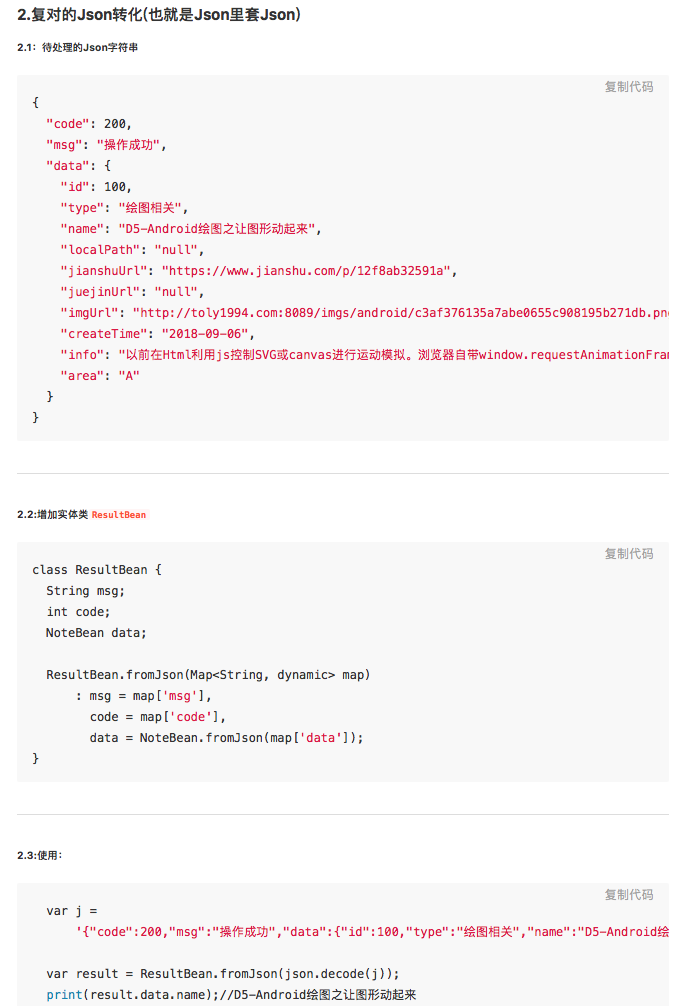 2.复对的Json转化(也就是Json里套Json)
2.1：待处理的Json字符串
复制代码
{
"code": 200,
"msg": "操作成功",
"data": {
"id": 100,
"type": "绘图相关",
"name": "D5-Android绘图之让图形动起来",
"localPath": "null",
"jianshuUrl": "https://www.jianshu.com/p/12f8ab32591a",
"juejinUrl": "null",
"imgUrl": "http://toly1994.com:8089/imgs/android/c3af376135a7abe0655c908195b271db.pn
"createTime": "2018-09-06",
"info": "以前在Html利用js控制SVG或canvas进行运动模拟。浏览器自带window.requestAnimationFra
"area": "A"
}
}
2.2:增加实体类 ResultBean
复制代码
class ResultBean {
String msg;
int code;
NoteBean data;
ResultBean.fromJson(Map<String, dynamic> map)
: msg = map['msg'],
code = map['code'],
data = NoteBean.fromJson(map['data']);
}
2.3:使用：
复制代码
var j =
'{"code":200,"msg":"操作成功","data":{"id":100,"type":"绘图相关","name":"D5-Android绘
var result = ResultBean.fromJson(json.decode(j));
print(result.data.name);//D5-Android绘图之让图形动起来